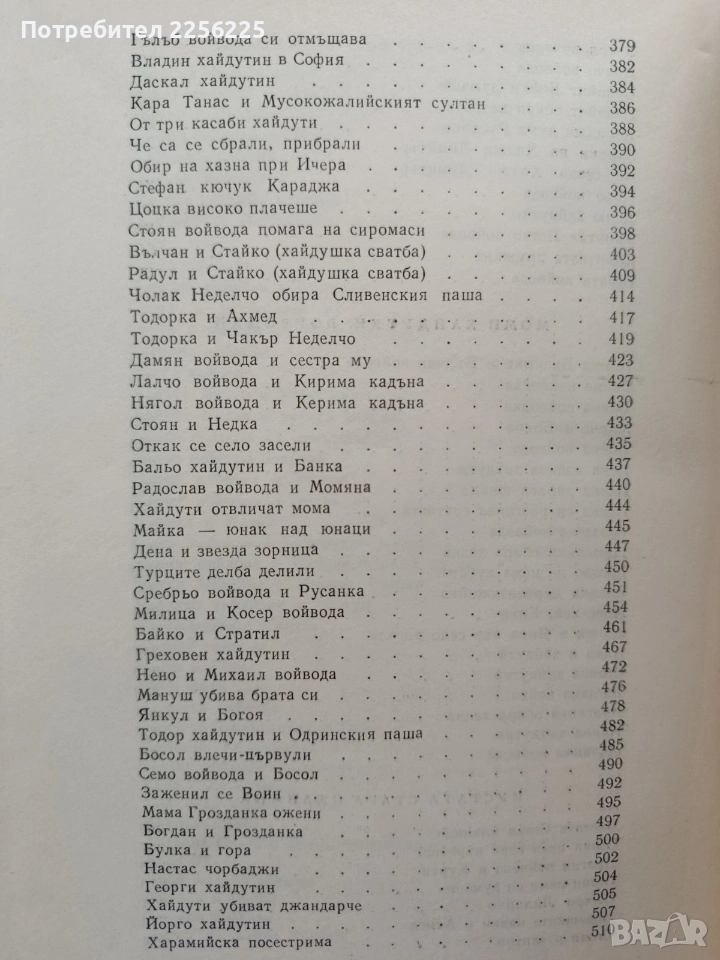 Потребител 2256225
Гълъб войвода си отмъщава . . . . . . . 379
Владин хайдутин в София . . . . . . . . 382
Даскал хайдутин . . . . . . . . . . 384
Кара Танас и Мусокожалийският султан . . . . 386
От три касаби хайдути . . . . . . . . . 388
Че са се сбрали, прибрали . . . . . . . 390
Обир на хазна при Ичера . . . . . . . . 392
Стефан кючук Караджа . . . . . . . . 394
Цоцка високо плачеше . . . . . . . . . 396
Стоян войвода помага на сиромаси . . . . . 398
Вълчан и Стайко (хайдушка сватба) . . . . . 403
Радул и Стайко (хайдушка сватба) . . . . . 409
Чолак Неделчо обира Сливенския паша . . . . 414
Тодорка и Ахмед . . . . . . . . . . 417
Тодорка и Чакър Неделчо . . . . . . . 419
Дамян войвода и сестра му . . . . . . . 423
Лалчо войвода и Кирима кадъна . . . . . 427
Нягол войвода и Керима кадъна . . . . . 430
Стоян и Недка . . . . . . . . . . . 433
Откак се село засели . . . . . . . . . 435
Бальо хайдутин и Банка . . . . . . . . 437
Радослав войвода и Момяна . . . . . . . 440
Хайдути отвличат мома . . . . . . . . 444
Майка — юнак над юнаци . . . . . . . 445
Дена и звезда зорница . . . . . . . . . 447
Турците делба делили . . . . . . . . . 450
Сребрьо войвода и Русанка . . . . . . . 451
Милица и Косер войвода . . . . . . . 454
Байко и Стратил . . . . . . . . . . 461
Греховен хайдутин . . . . . . . . . . 467
Нено и Михаил войвода . . . . . . . . 472
Мануш убива брата си . . . . . . . . . 476
Янкул и Богоя . . . . . . . . . . . 478
Тодор хайдутин и Одринския паша . . . . . 482
Босол влечи-първули . . . . . . . . . 485
Семо войвода и Босол . . . . . . . . . 490
Заженил се Воин . . . . . . . . . . 492
Мама Грозданка ожени . . . . . . . . 495
Богдан и Грозданка . . . . . . . . . 497
Булка и гора . . . . . . . . . . . 500
Настас чорбаджи . . . . . . . . . . 502
Георги хайдутин . . . . . . . . . . 504
Хайдути убиват джандарче . . . . . . . 505
Йорго хайдутин . . . . . . . . . . 507
Харамийска посестрима . . . . . . . . 510
BAZAR